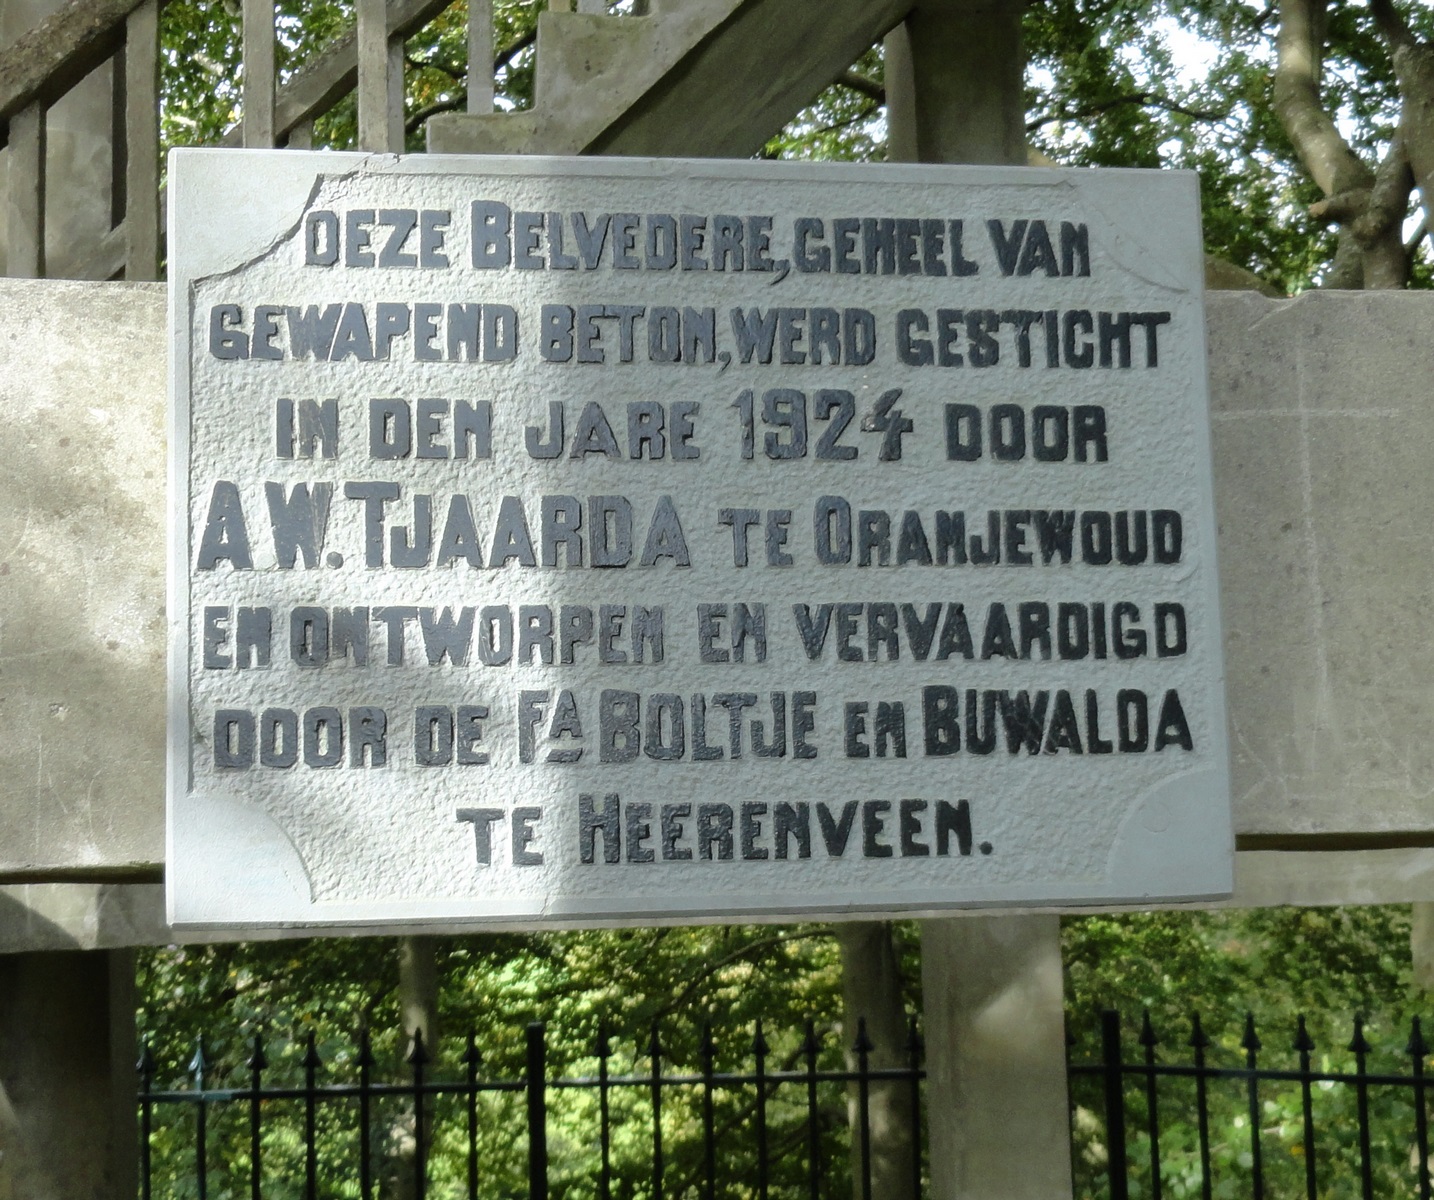 DEZE BELVEDERE, GEHEEL VAN
GEWAPEND BETON, WERD GESTICHT
IN DEN JARE 1924 DOOR
A.W. TJAARDA TE ORANJEWOUD
EN ONTWORPEN EN VERVAARDIGD
DOOR DE FA BOLTJE EN BUWALDA
TE HEERENVEEN.